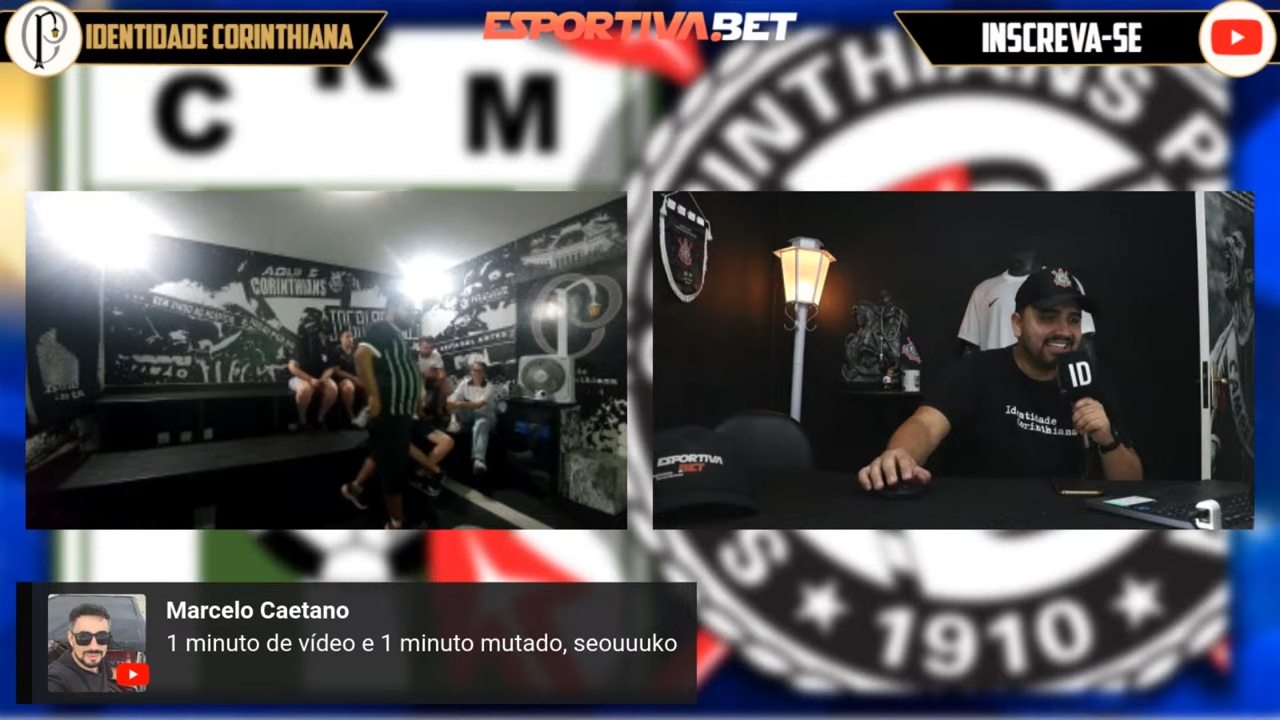 IDENTIDADE CORINTHIANA
ESPORTIVA.BET
INSCREVA-SE
C R M
INTHIANS P
AQUI É
CORINTHIANS
ID
Identidade
Corinthiana
ESPORTIVA
.BET
S ★ 1910 ★
Marcelo Caetano
1 minuto de vídeo e 1 minuto mutado, seouuuko